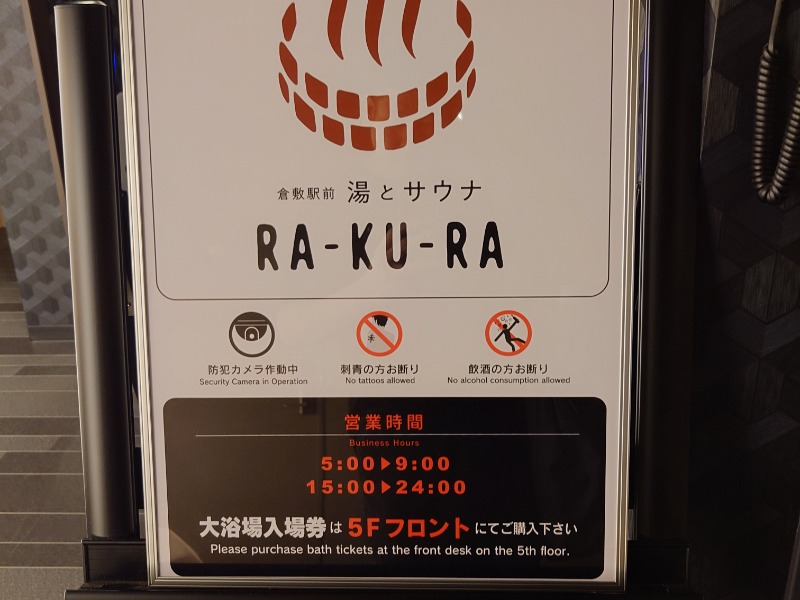 倉敷駅前 湯とサウナ
RA-KU-RA
防犯カメラ作動中
Security Camera in Operation
刺青の方お断り
No tattoos allowed
飲酒の方お断り
No alcohol consumption allowed
営業時間
Business Hours
5:00▶9:00
15:00▶24:00
大浴場入場券は5Fフロントにてご購入下さい
Please purchase bath tickets at the front desk on the 5th floor.